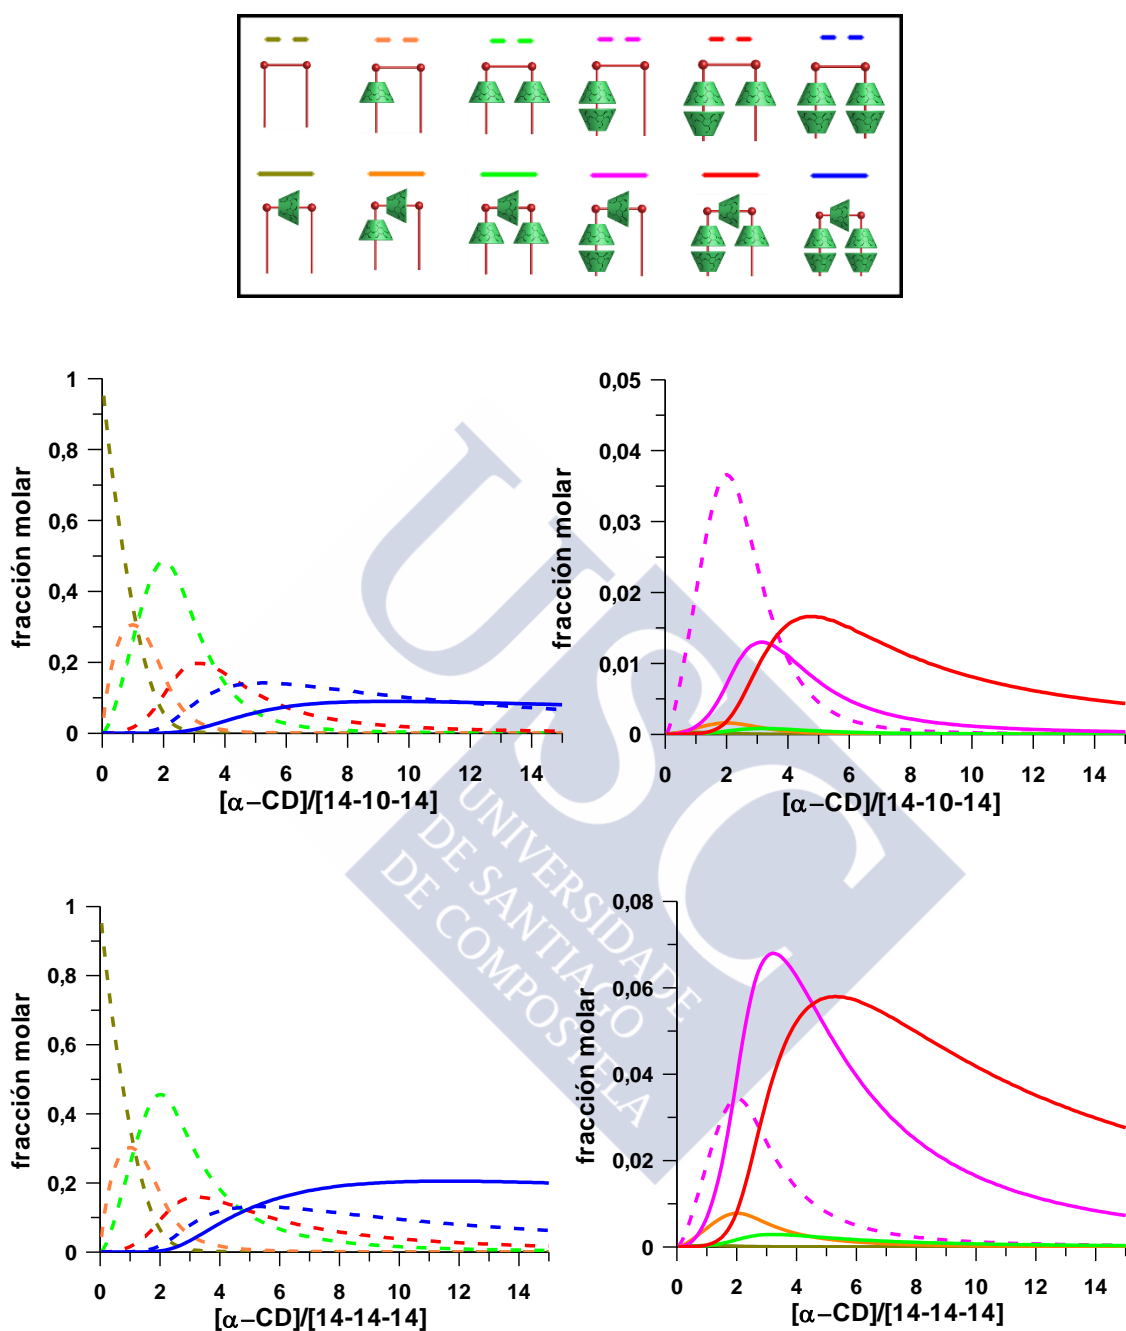 1
0,8
0,6
0,4
0,2
0
fracción molar
0 2 4 6 8 10 12 14
[α−CD]/[14-10-14]
0,05
0,04
0,03
0,02
0,01
0
fracción molar
0 2 4 6 8 10 12 14
[α−CD]/[14-10-14]
1
0,8
0,6
0,4
0,2
0
fracción molar
0 2 4 6 8 10 12 14
[α−CD]/[14-14-14]
0,08
0,06
0,04
0,02
0
fracción molar
0 2 4 6 8 10 12 14
[α−CD]/[14-14-14]
USC
UNIVERSIDADE
DE SANTIAGO
DE COMPOSTELA